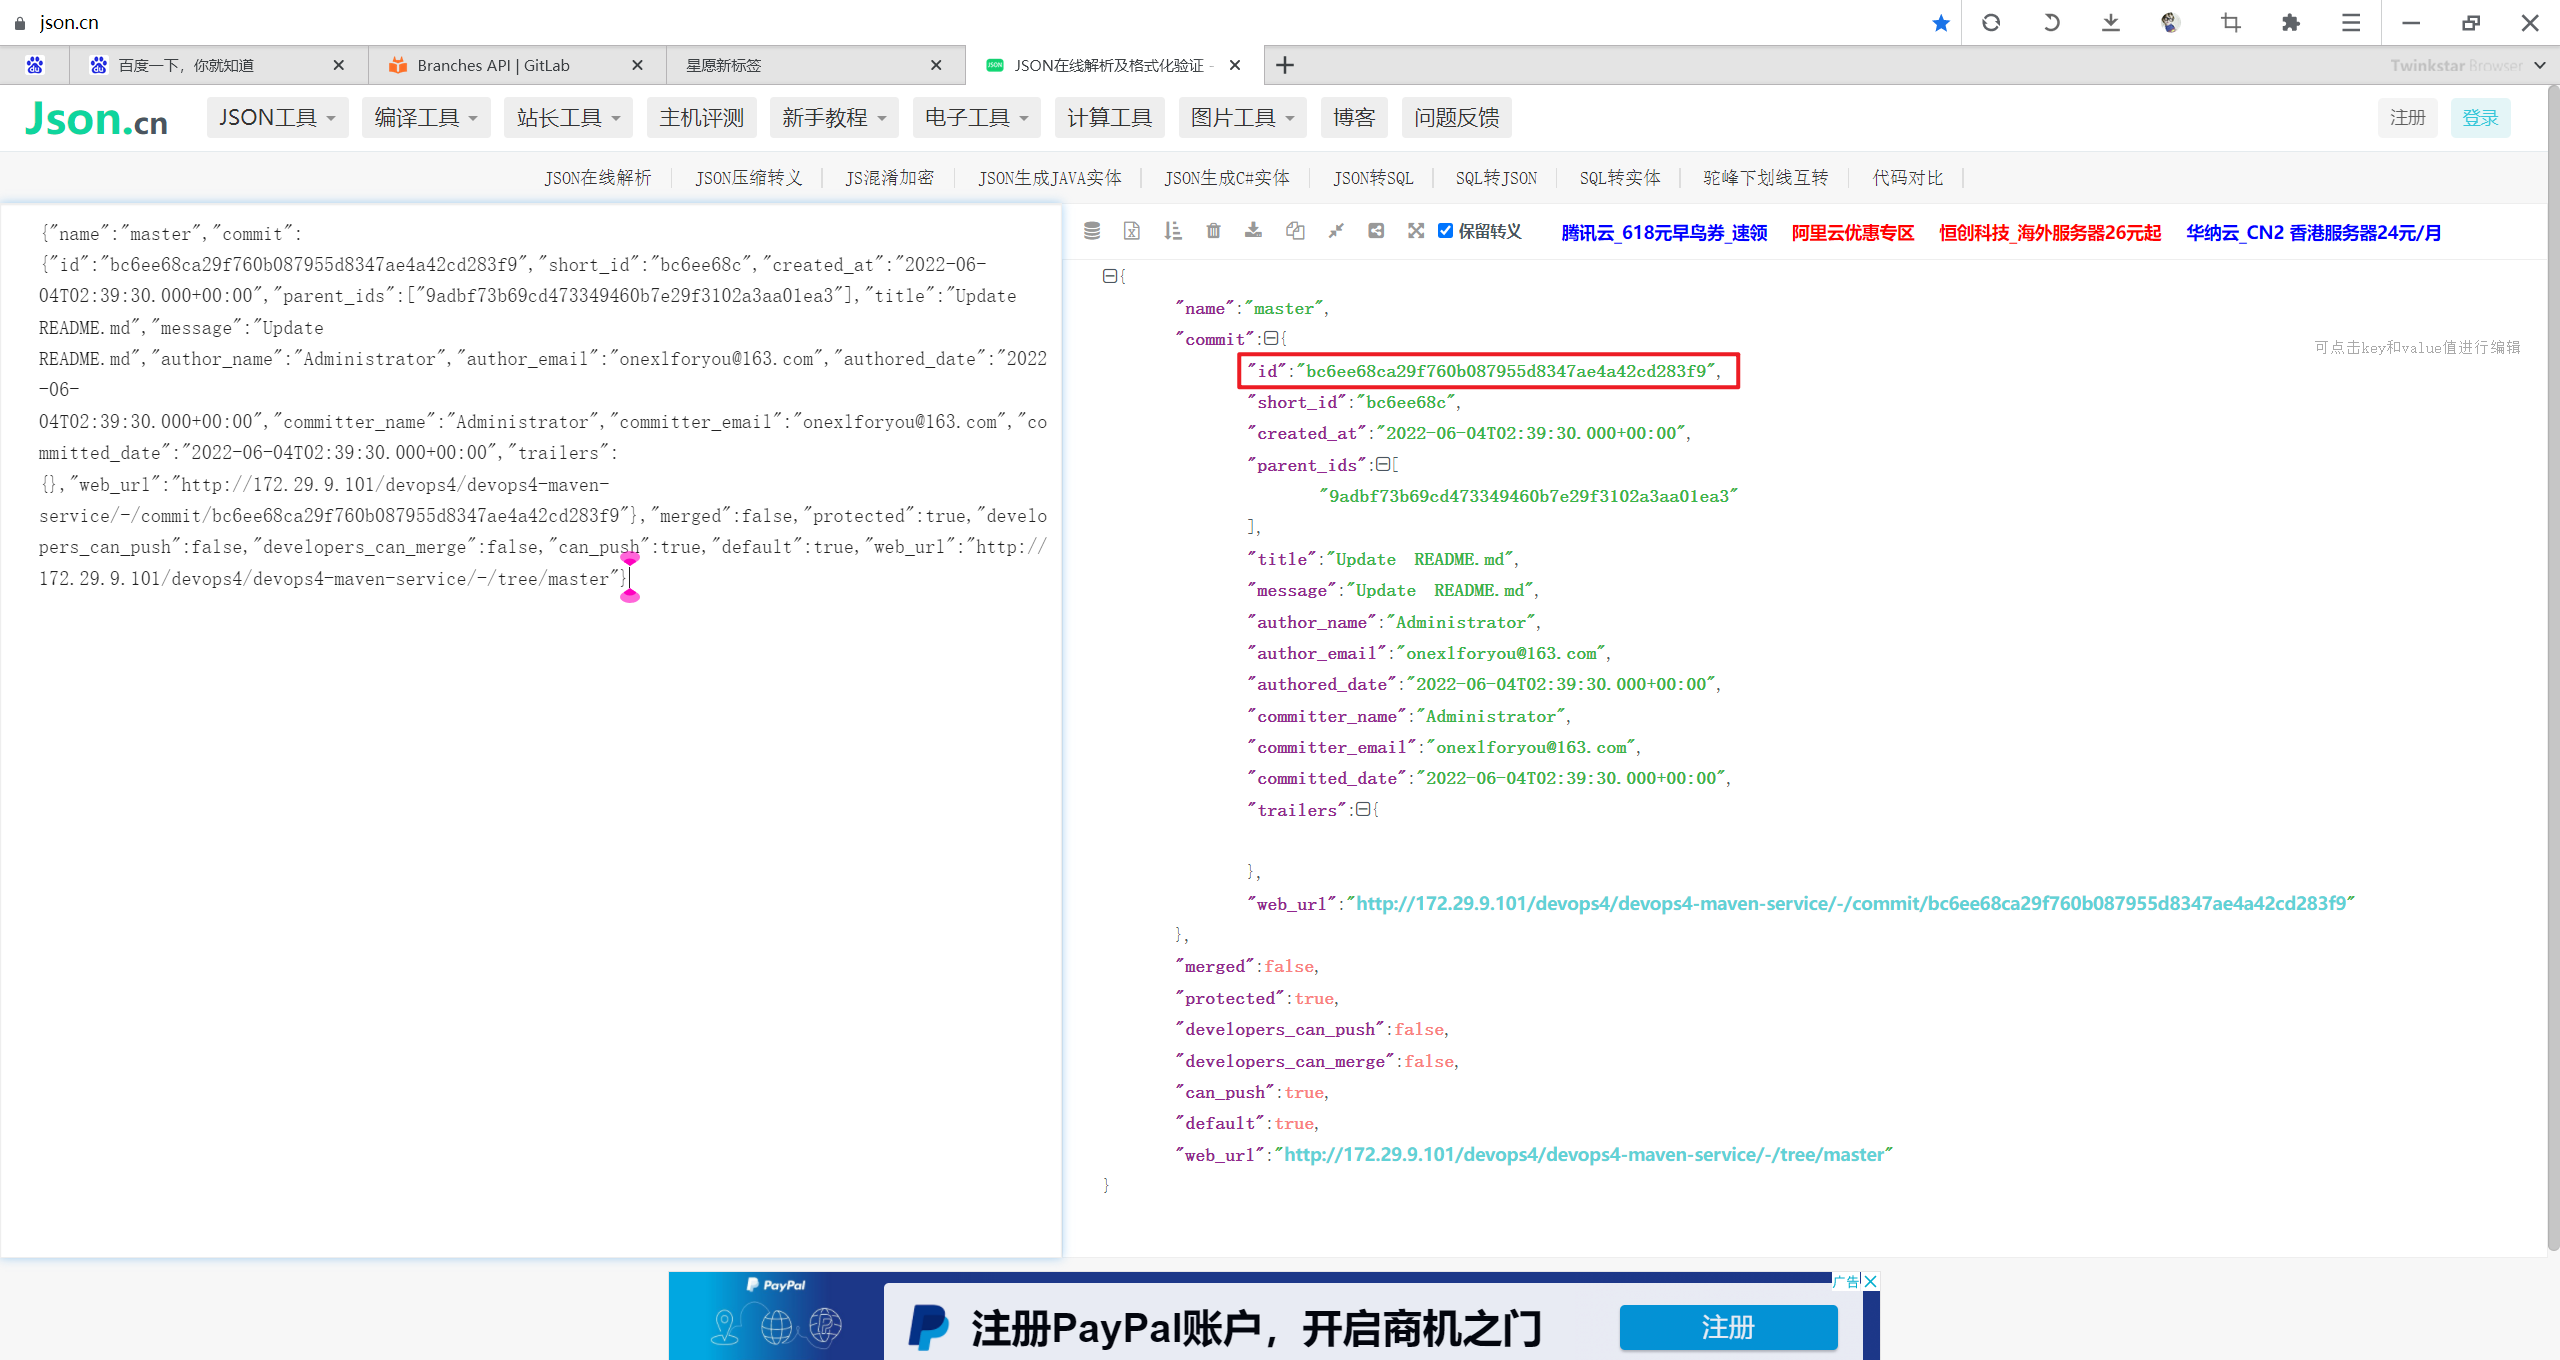 json.cn
百度一下，你就知道
Branches API | GitLab
星愿新标签
JSON在线解析及格式化验证 -
Twinkstar Browser
Json.cn
JSON工具
编译工具
站长工具
主机评测
新手教程
电子工具
计算工具
图片工具
博客
问题反馈
注册
登录
JSON在线解析
JSON压缩转义
JS混淆加密
JSON生成JAVA实体
JSON生成C#实体
JSON转SQL
SQL转JSON
SQL转实体
驼峰下划线互转
代码对比
{"name":"master","commit":
{"id":"bc6ee68ca29f760b087955d8347ae4a42cd283f9","short_id":"bc6ee68c","created_at":"2022-06-
04T02:39:30.000+00:00","parent_ids":["9adbf73b69cd473349460b7e29f3102a3aa01ea3"],"title":"Update
README.md","message":"Update
README.md","author_name":"Administrator","author_email":"onexlforyou@163.com","authored_date":"2022
-06-
04T02:39:30.000+00:00","committer_name":"Administrator","committer_email":"onexlforyou@163.com","co
mmitted_date":"2022-06-04T02:39:30.000+00:00","trailers":
{},"web_url":"http://172.29.9.101/devops4/devops4-maven-
service/-/commit/bc6ee68ca29f760b087955d8347ae4a42cd283f9"},"merged":false,"protected":true,"develo
pers_can_push":false,"developers_can_merge":false,"can_push":true,"default":true,"web_url":"http://
172.29.9.101/devops4/devops4-maven-service/-/tree/master"}
保留转义
腾讯云_618元早鸟券_速领
阿里云优惠专区
恒创科技_海外服务器26元起
华纳云_CN2 香港服务器24元/月
可点击key和value值进行编辑
{
"name":"master",
"commit":{
"id":"bc6ee68ca29f760b087955d8347ae4a42cd283f9",
"short_id":"bc6ee68c",
"created_at":"2022-06-04T02:39:30.000+00:00",
"parent_ids":[
"9adbf73b69cd473349460b7e29f3102a3aa01ea3"
],
"title":"Update README.md",
"message":"Update README.md",
"author_name":"Administrator",
"author_email":"onexlforyou@163.com",
"authored_date":"2022-06-04T02:39:30.000+00:00",
"committer_name":"Administrator",
"committer_email":"onexlforyou@163.com",
"committed_date":"2022-06-04T02:39:30.000+00:00",
"trailers":{
},
"web_url":"http://172.29.9.101/devops4/devops4-maven-service/-/commit/bc6ee68ca29f760b087955d8347ae4a42cd283f9"
},
"merged":false,
"protected":true,
"developers_can_push":false,
"developers_can_merge":false,
"can_push":true,
"default":true,
"web_url":"http://172.29.9.101/devops4/devops4-maven-service/-/tree/master"
}
PayPal
广告
注册PayPal账户，开启商机之门
注册